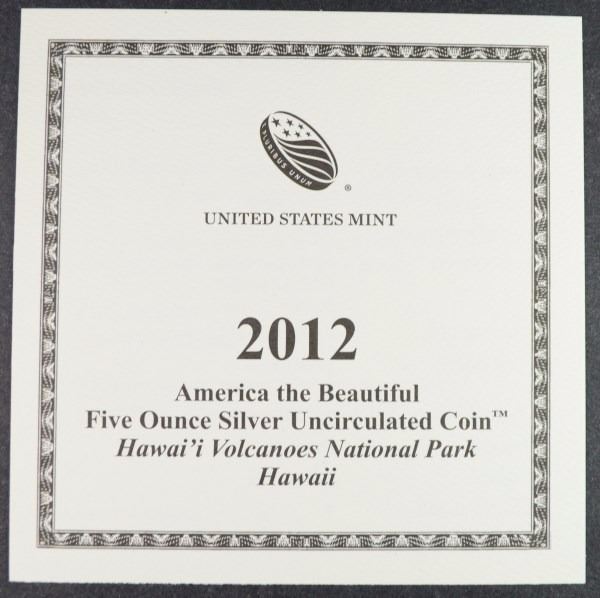 E PLURIBUS UNUM
®
UNITED STATES MINT
2012
America the Beautiful
Five Ounce Silver Uncirculated Coin™
Hawai'i Volcanoes National Park
Hawaii